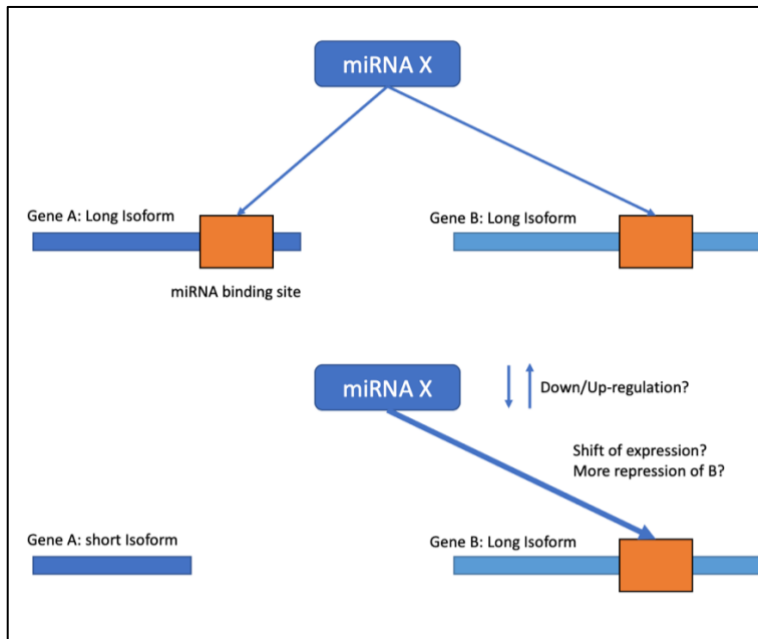 miRNA X
Gene A: Long Isoform
Gene B: Long Isoform
miRNA binding site
miRNA X
Down/Up-regulation?
Shift of expression?
More repression of B?
Gene A: short Isoform
Gene B: Long Isoform